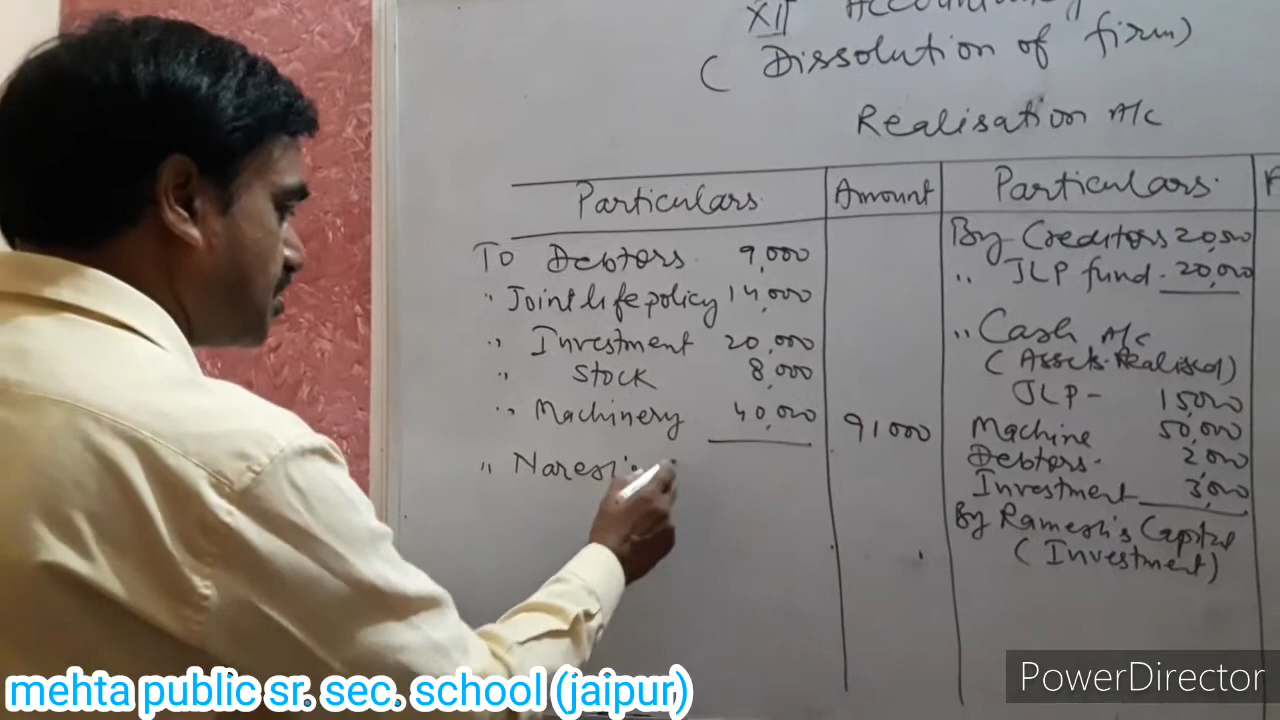 XII Accountancy
( Dissolution of firm)
Realisation A/c
Particulars. Amount Particulars.
To Debtors. 9,000
" Joint life policy 14,000
" Investment 20,000
" Stock 8,000
" Machinery 40,000 91000
" Naresh
By Creditors 20,500
" JLP fund - 20,000
" Cash A/c
( Assets Realised)
JLP - 15,000
Machine 50,000
Debtors - 2,000
Investment 3,000
By Ramesh's Capital
( Investment)
mehta public sr. sec. school (jaipur)
PowerDirector